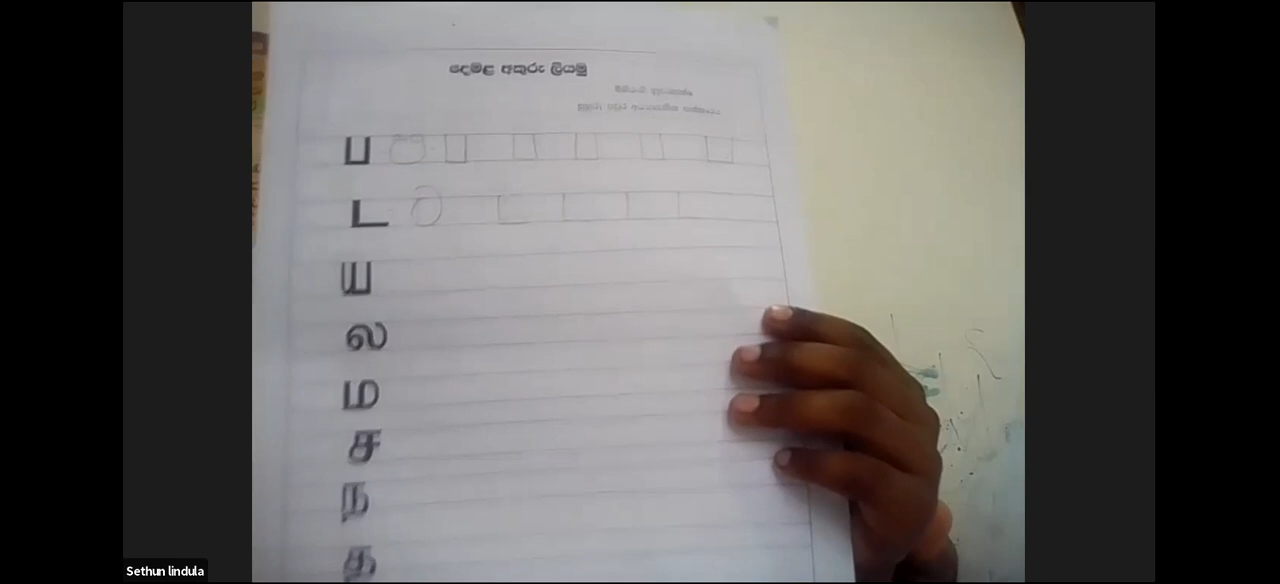 දෙමළ අකුරු ලියමු
ப ප ப ப ப ப ப
ட ට ட ட ட ட
ய
ல
ம
ச
ந
த
Sethun lindula